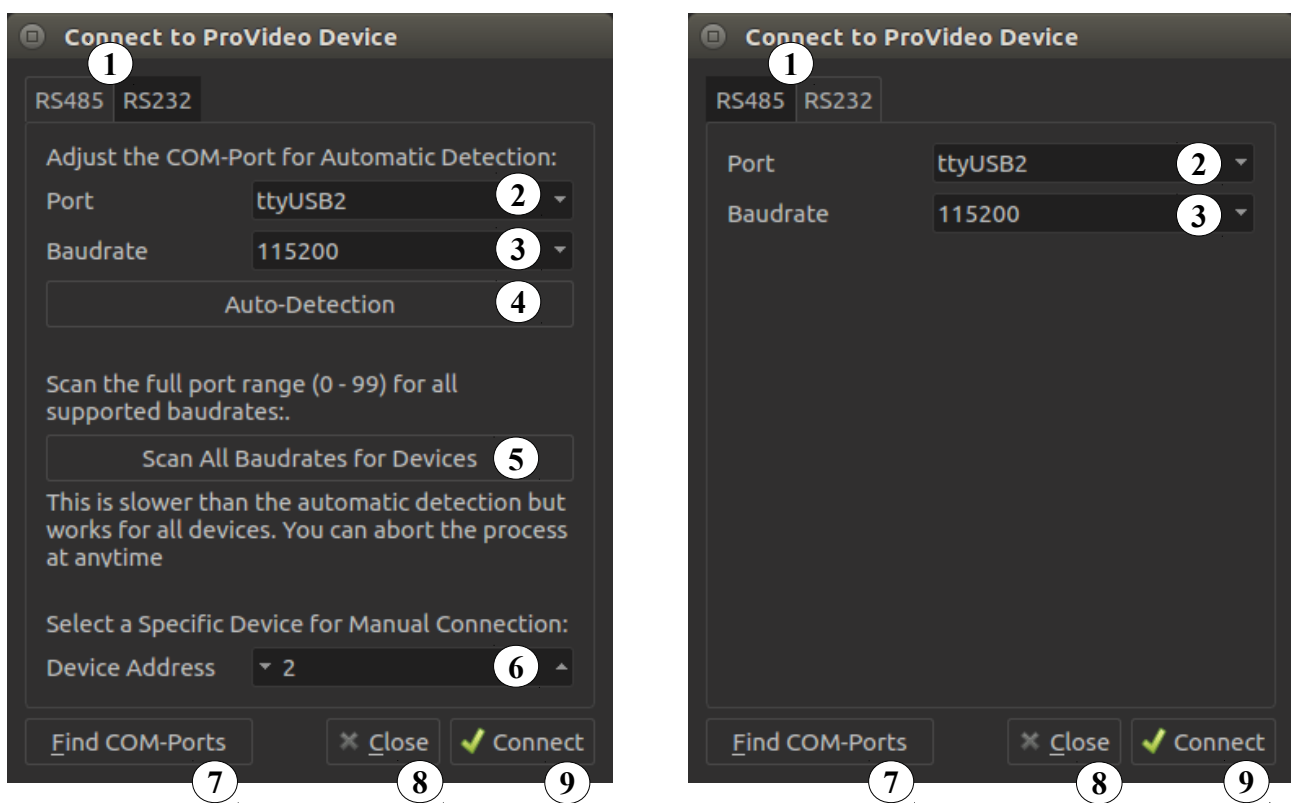 Connect to ProVideo Device
1
RS485 RS232
Adjust the COM-Port for Automatic Detection:
Port ttyUSB2 2
Baudrate 115200 3
Auto-Detection 4
Scan the full port range (0 - 99) for all
supported baudrates:.
Scan All Baudrates for Devices 5
This is slower than the automatic detection but
works for all devices. You can abort the process
at anytime
Select a Specific Device for Manual Connection:
Device Address 2 6
Find COM-Ports Close Connect
7 8 9
Connect to ProVideo Device
1
RS485 RS232
Port ttyUSB2 2
Baudrate 115200 3
Find COM-Ports Close Connect
7 8 9